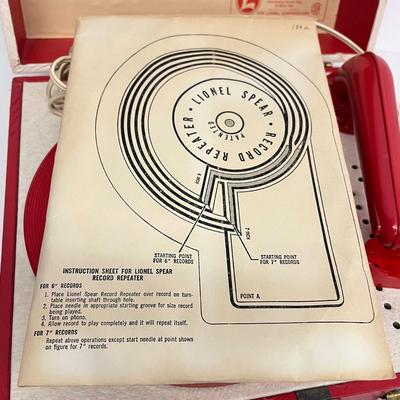 L
LIONEL SPEAR • RECORD REPEATER •
PATENTED
6 INCH
7 INCH
STARTING POINT
FOR 6" RECORDS
STARTING POINT
FOR 7" RECORDS
POINT A
INSTRUCTION SHEET FOR LIONEL SPEAR
RECORD REPEATER
FOR 6" RECORDS
1. Place Lionel Spear Record Repeater over record on turn-
table inserting shaft through hole.
2. Place needle in appropriate starting groove for size record
being played.
3. Turn on phono.
4. Allow record to play completely and it will repeat itself.
FOR 7" RECORDS
Repeat above operations except start needle at point shown
on figure for 7" records.